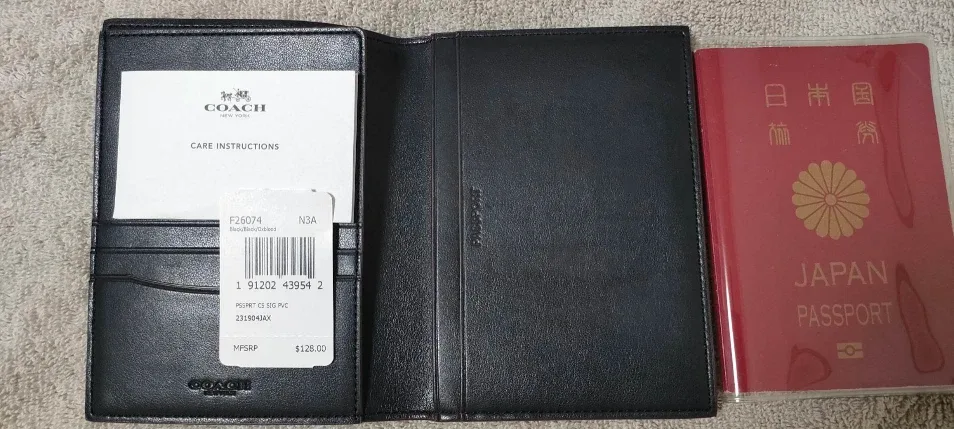 COACH
NEW YORK
CARE INSTRUCTIONS
F26074 N3A
Black/Black/Oxblood
1 91202 43954 2
PSSPRT CS SIG PVC
231904JAX
MFSRP $128.00
COACH
PASSPORT
日本国
旅券
JAPAN
PASSPORT